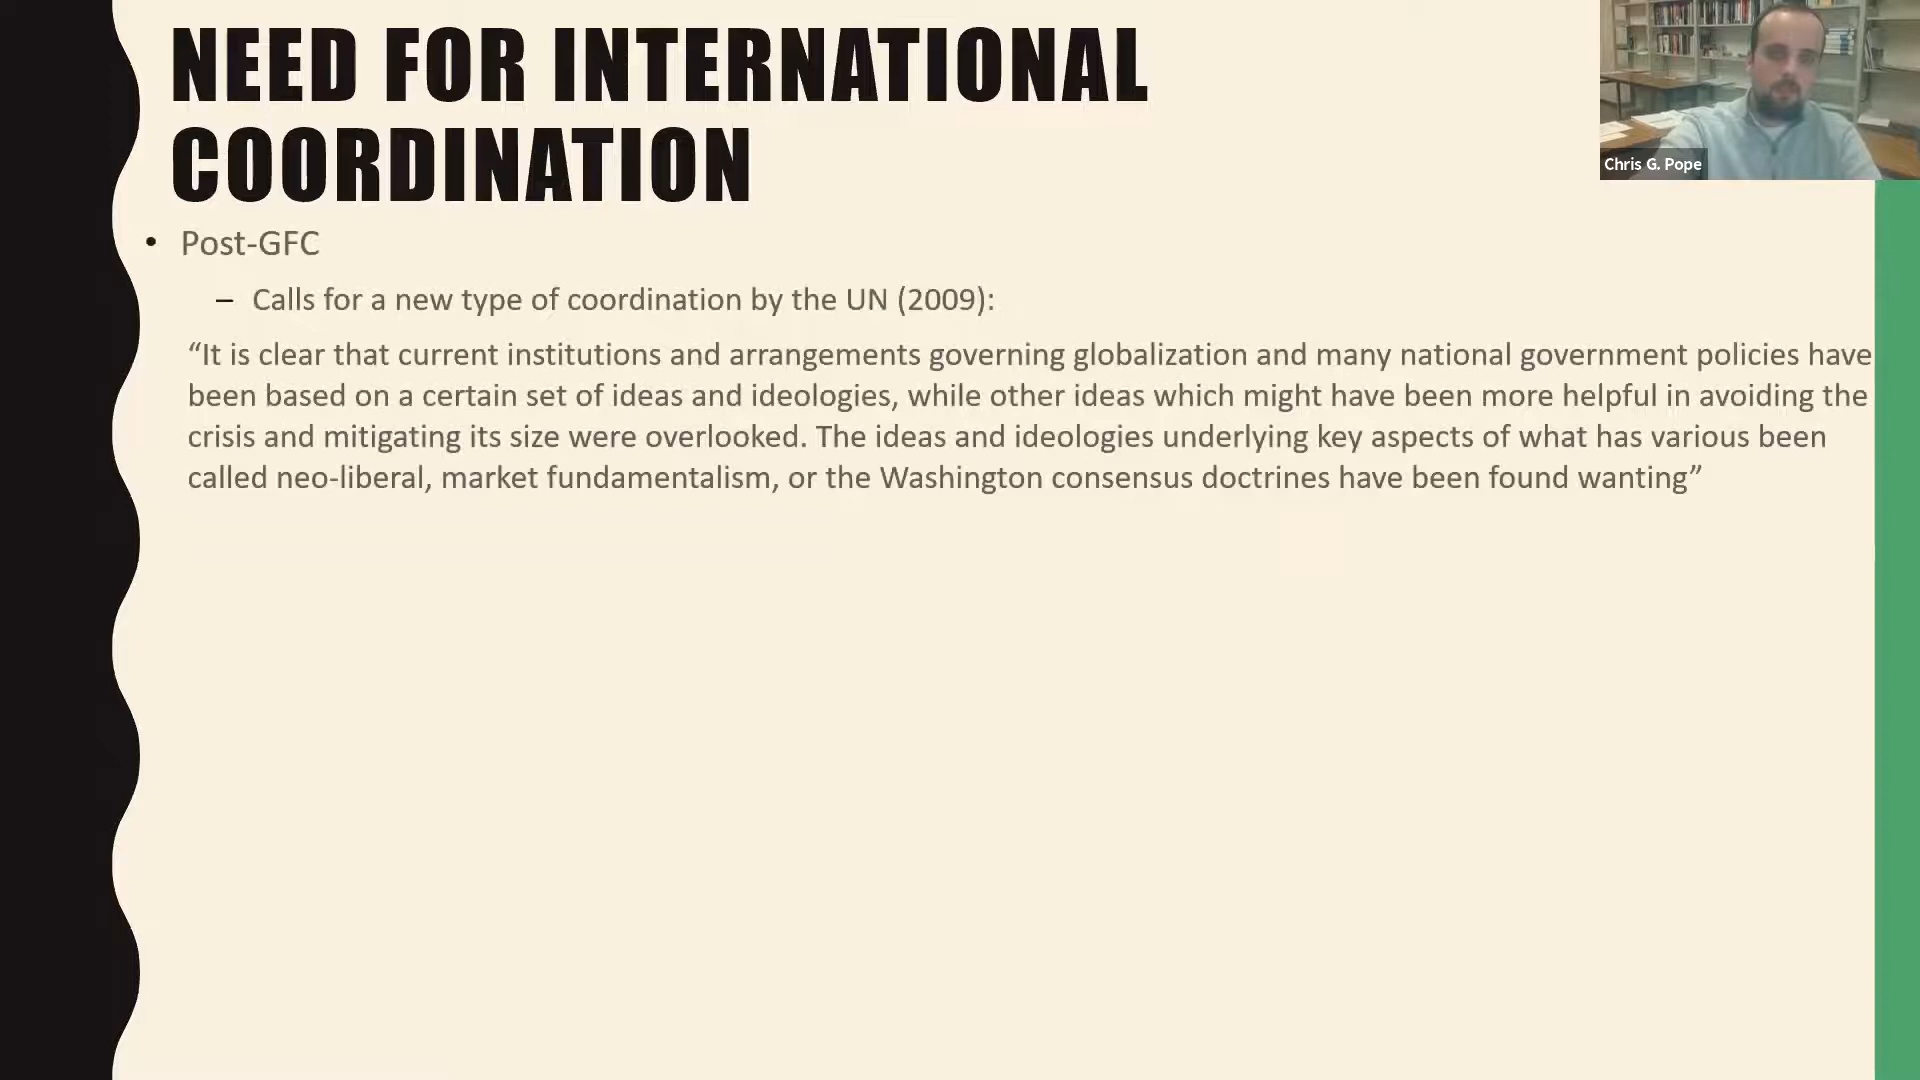 NEED FOR INTERNATIONAL
COORDINATION
Chris G. Pope
• Post-GFC
– Calls for a new type of coordination by the UN (2009):
“It is clear that current institutions and arrangements governing globalization and many national government policies have
been based on a certain set of ideas and ideologies, while other ideas which might have been more helpful in avoiding the
crisis and mitigating its size were overlooked. The ideas and ideologies underlying key aspects of what has various been
called neo-liberal, market fundamentalism, or the Washington consensus doctrines have been found wanting”